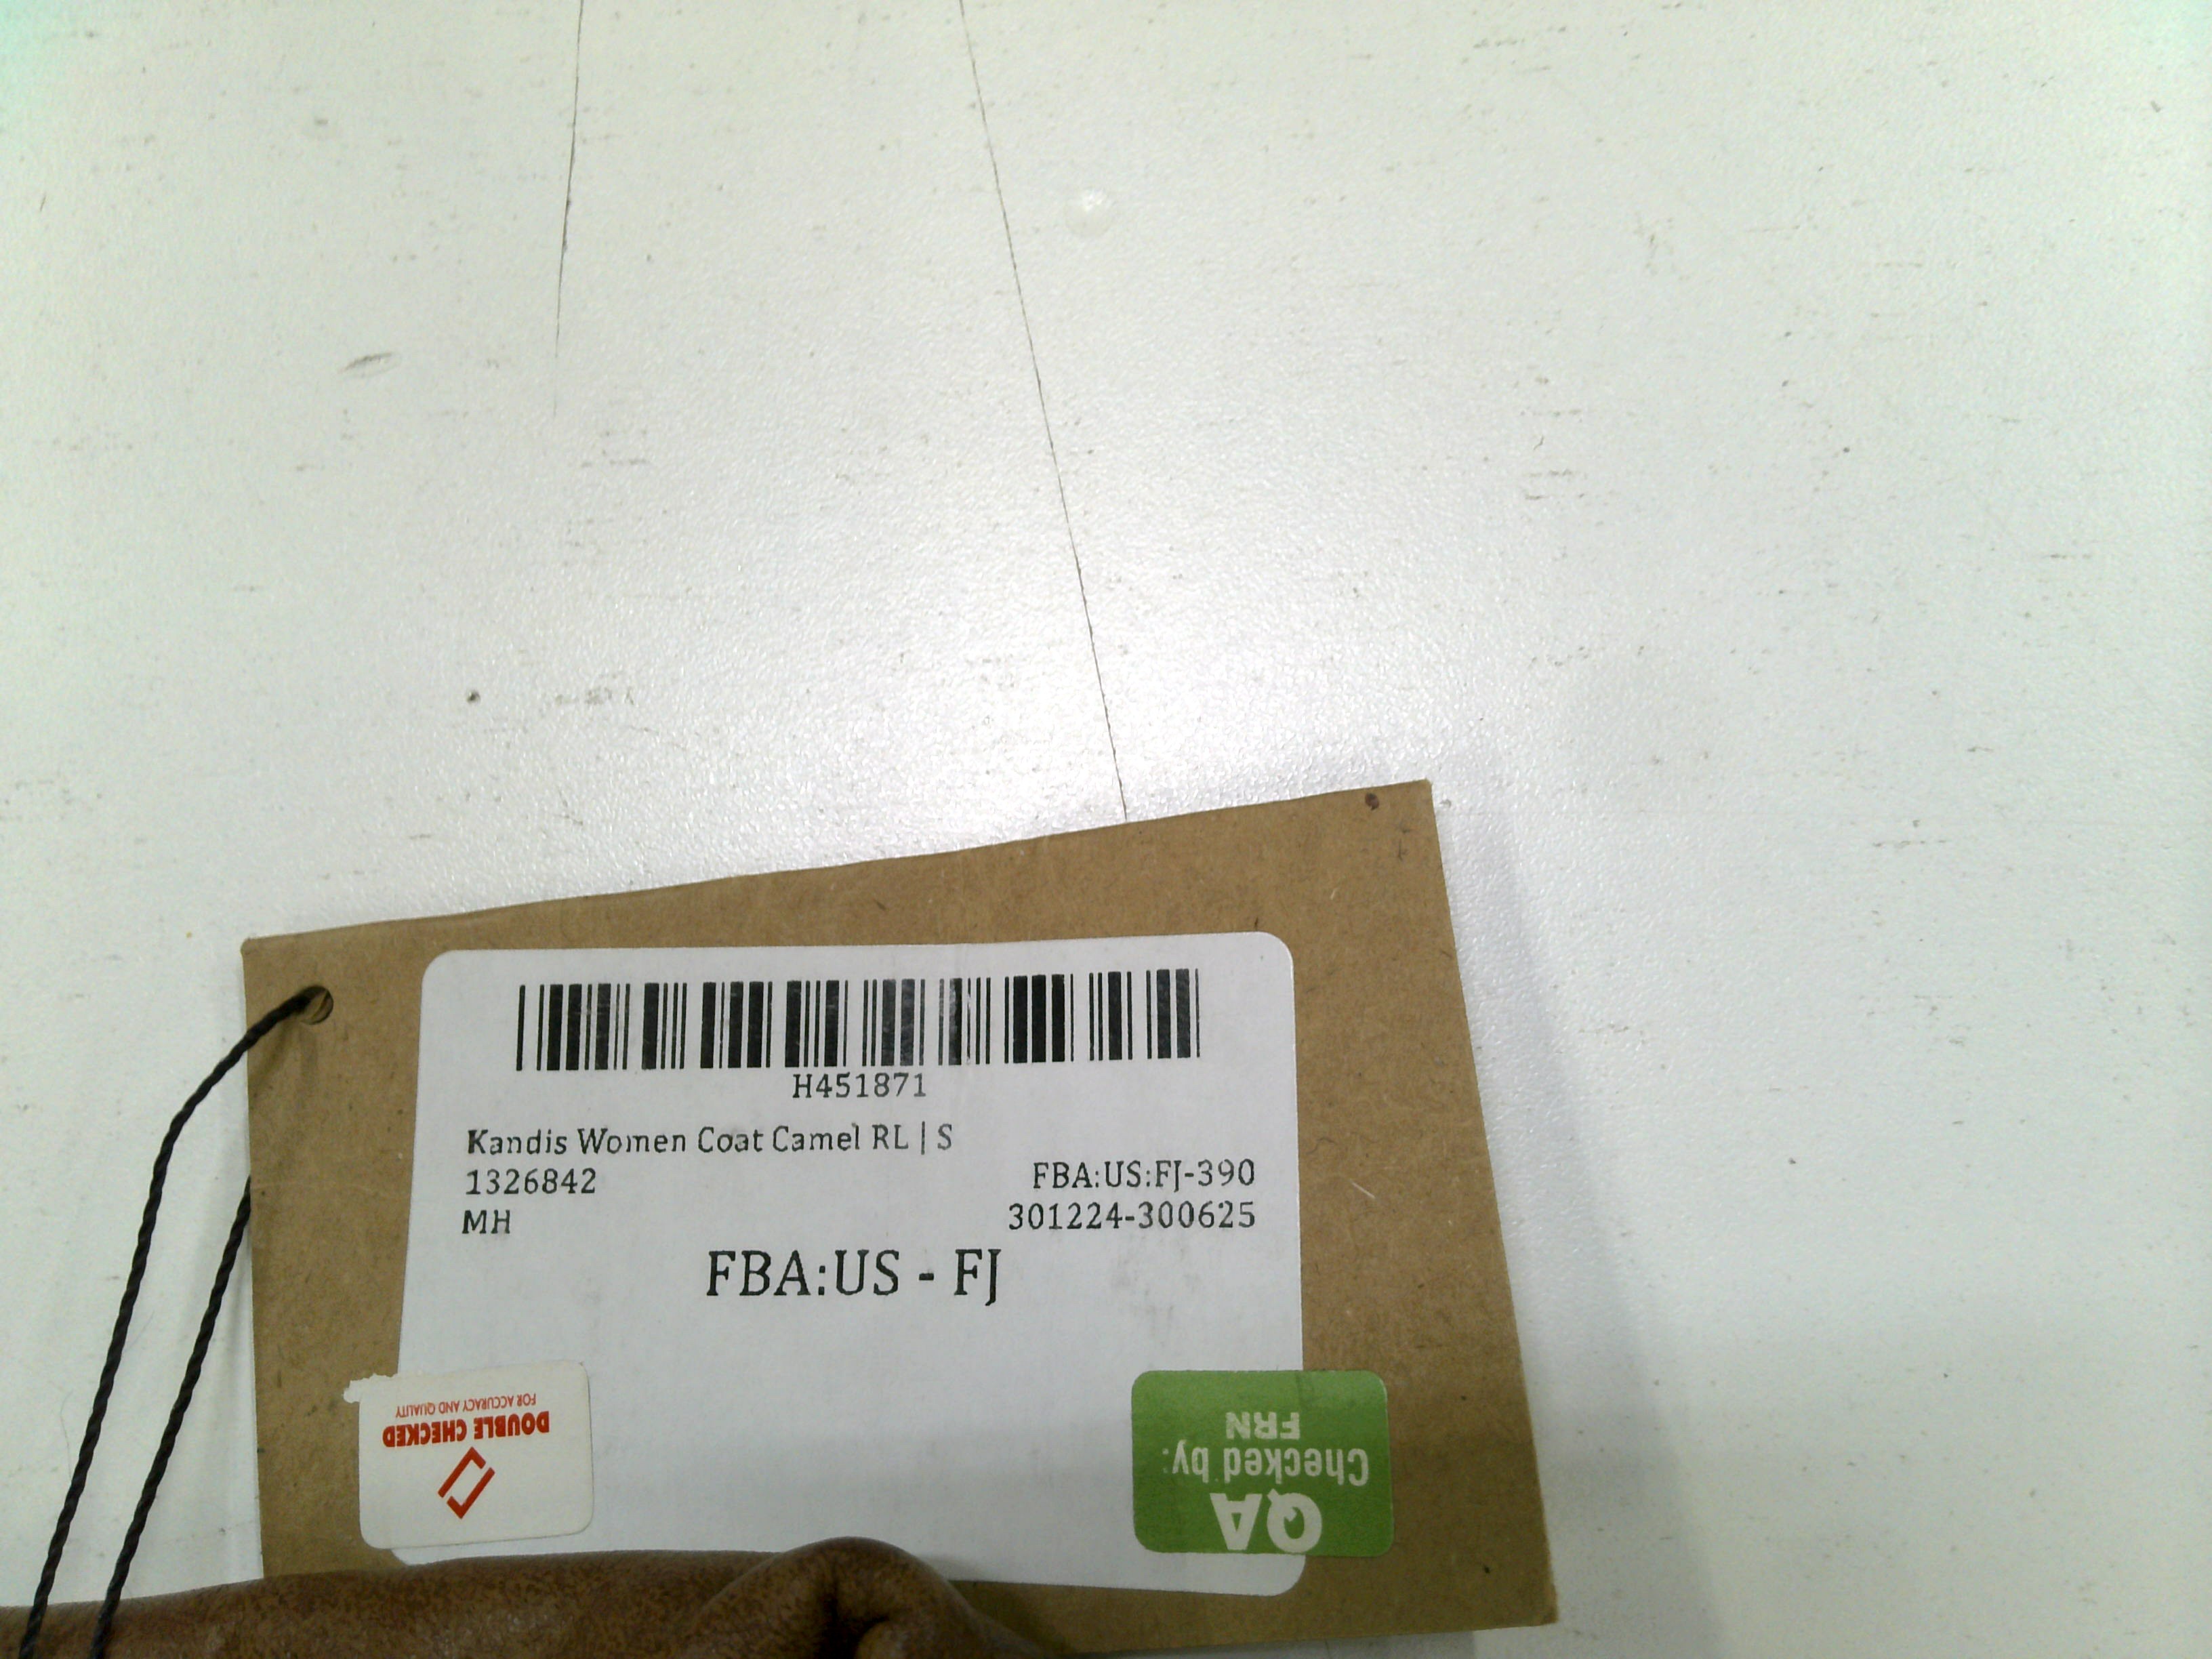 H451871
Kandis Women Coat Camel RL | S
1326842
FBA:US:FJ-390
MH
301224-300625
FBA:US - FJ
DOUBLE CHECKED
FOR ACCURACY AND QUALITY
QA
Checked by:
FRN